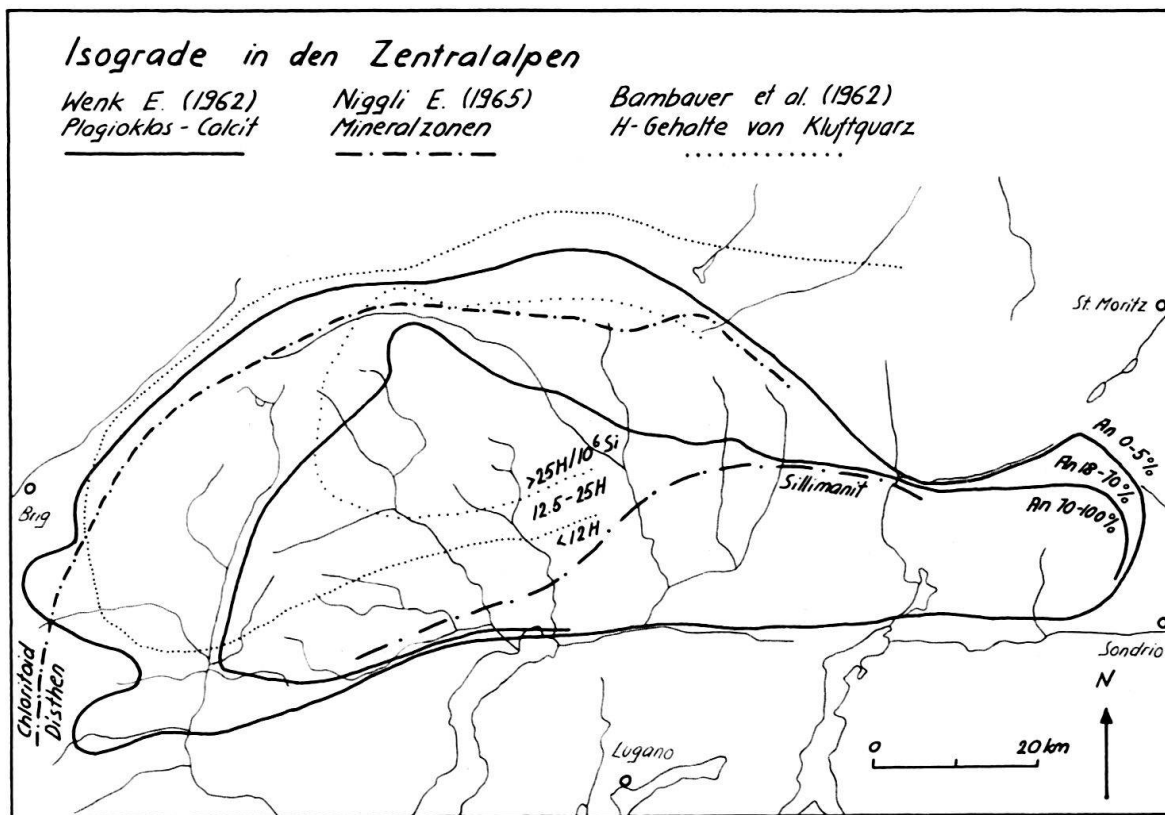 Isograde in den Zentralalpen
Wenk E. (1962)
Plagioklas - Calcit
Niggli E. (1965)
Mineralzonen
Bambauer et al. (1962)
H-Gehalte von Kluftquarz
St. Moritz
An 0-5%
An 18-70%
An 70-100%
>25H/10⁶Si
12.5-25H
<12H
Sillimanit
Brig
Chloritoid
Disthen
Sondrio
N
0 20 km
Lugano